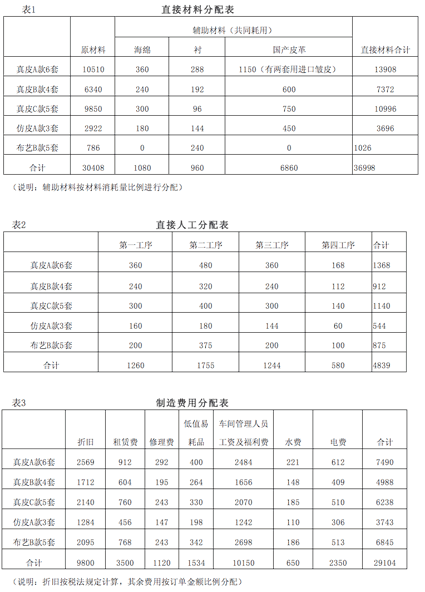 表1 直接材料分配表
辅助材料（共同耗用）
原材料 海绵 衬 国产皮革 直接材料合计
真皮A款6套 10510 360 288 1150（有两套用进口皱皮） 13908
真皮B款4套 6340 240 192 600 7372
真皮C款5套 9850 300 96 750 10996
仿皮A款3套 2922 180 144 450 3696
布艺B款5套 786 0 240 0 1026
合计 30408 1080 960 6860 36998
（说明：辅助材料按材料消耗量比例进行分配）
表2 直接人工分配表
第一工序 第二工序 第三工序 第四工序 合计
真皮A款6套 360 480 360 168 1368
真皮B款4套 240 320 240 112 912
真皮C款5套 300 400 300 140 1140
仿皮A款3套 160 180 144 60 544
布艺B款5套 200 375 200 100 875
合计 1260 1755 1244 580 4839
表3 制造费用分配表
低值易 车间管理人员
折旧 租赁费 修理费 耗品 工资及福利费 水费 电费 合计
真皮A款6套 2569 912 292 400 2484 221 612 7490
真皮B款4套 1712 604 195 264 1656 148 409 4988
真皮C款5套 2140 760 243 330 2070 185 510 6238
仿皮A款3套 1284 456 147 198 1242 110 306 3743
布艺B款5套 2095 768 243 342 2698 186 513 6845
合计 9800 3500 1120 1534 10150 650 2350 29104
（说明：折旧按税法规定计算，其余费用按订单金额比例分配）